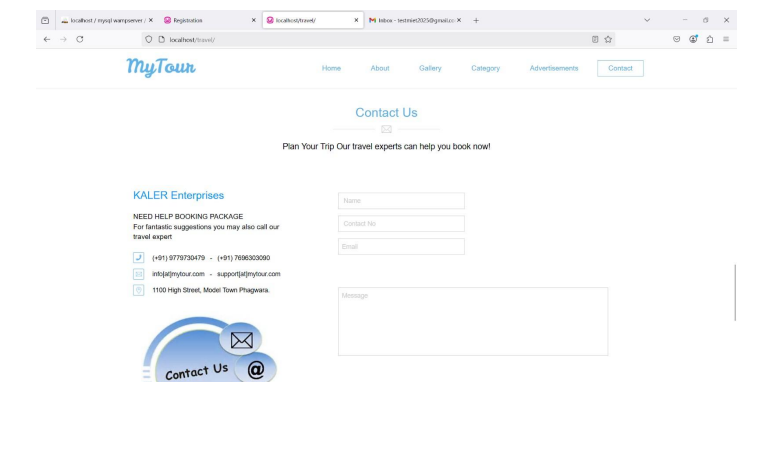 localhost / mysql wampserver /
Registration
localhost/travel/
Inbox - testmiet2025@gmail.co
localhost/travel/
MyTour
Home About Gallery Category Advertisements Contact
Contact Us
Plan Your Trip Our travel experts can help you book now!
KALER Enterprises
NEED HELP BOOKING PACKAGE
For fantastic suggestions you may also call our
travel expert
(+91) 9779730479 - (+91) 7696303090
info[at]mytour.com - support[at]mytour.com
1100 High Street, Model Town Phagwara.
Contact Us
@
Name
Contact No
Email
Message